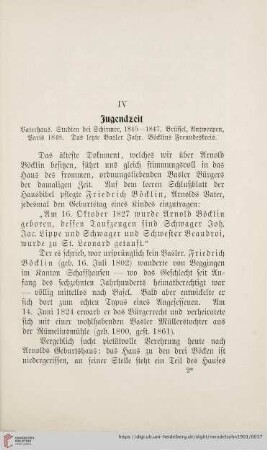 IV
Jugendzeit
Vaterhaus. Studien bei Schirmer, 1845–1847. Brüssel, Antwerpen,
Paris 1848. Das letzte Basler Jahr. Böcklins Freundeskreis.
Das älteste Dokument, welches wir über Arnold
Böcklin besitzen, führt uns gleich stimmungsvoll in das
Haus des frommen, ordnungsliebenden Basler Bürgers
der damaligen Zeit. Auf dem leeren Schlußblatt der
Hausbibel pflegte Friedrich Böcklin, Arnolds Vater,
jedesmal den Geburtstag eines Kindes einzutragen:
„Am 16. Oktober 1827 wurde Arnold Böcklin
geboren, dessen Taufzeugen sind Schwager Joh.
Jac. Lippe und Schwager und Schwester Beandroi,
wurde zu St. Leonard getauft.“
Der es schrieb, war ursprünglich kein Basler. Friedrich
Böcklin (geb. 16. Juli 1802) wanderte von Beggingen
im Kanton Schaffhausen — wo das Geschlecht seit An-
fang des sechzehnten Jahrhunderts heimatberechtigt war
— völlig mittellos nach Basel. Bald aber entwickelte er
sich dort zum echten Typus eines Angesessenen. Am
14. Juni 1824 erwarb er das Bürgerrecht und verheiratete
sich mit einer wohlhabenden Basler Müllerstochter aus
der Rümelinsmühle (geb. 1800, gest. 1861).
Vergeblich sucht pietätvolle Verehrung heute nach
Arnolds Geburtshaus: das Haus zu den drei Böcken ist
niedergerissen, an seiner Stelle steht ein Teil des Hauses
2*